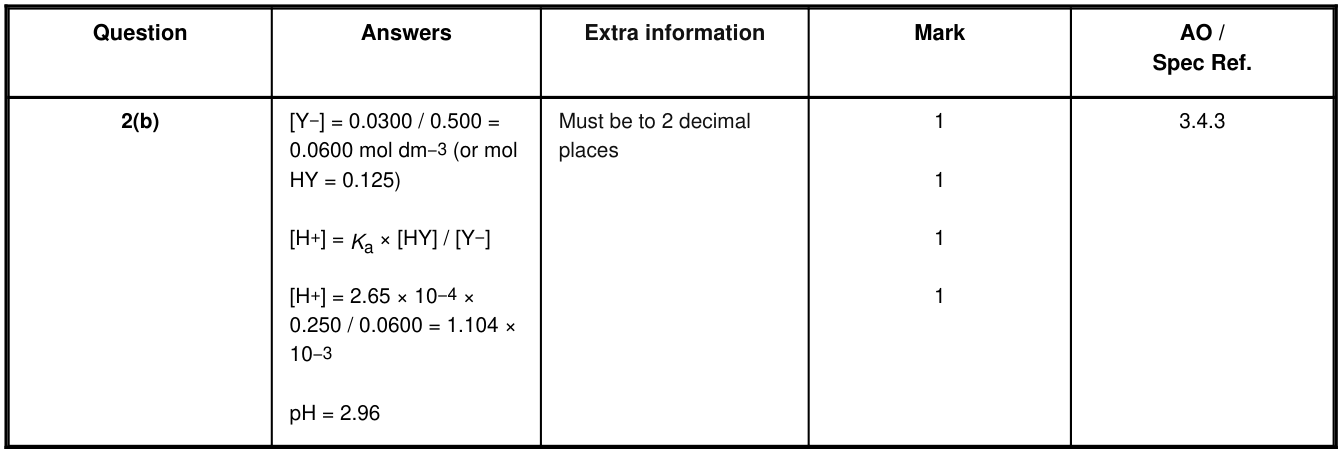 Question Answers Extra information Mark AO /
Spec Ref.
2(b) [Y–] = 0.0300 / 0.500 = Must be to 2 decimal 1 3.4.3
0.0600 mol dm–3 (or mol places
HY = 0.125) 1
[H+] = Ka × [HY] / [Y–] 1
[H+] = 2.65 × 10–4 × 1
0.250 / 0.0600 = 1.104 ×
10–3
pH = 2.96